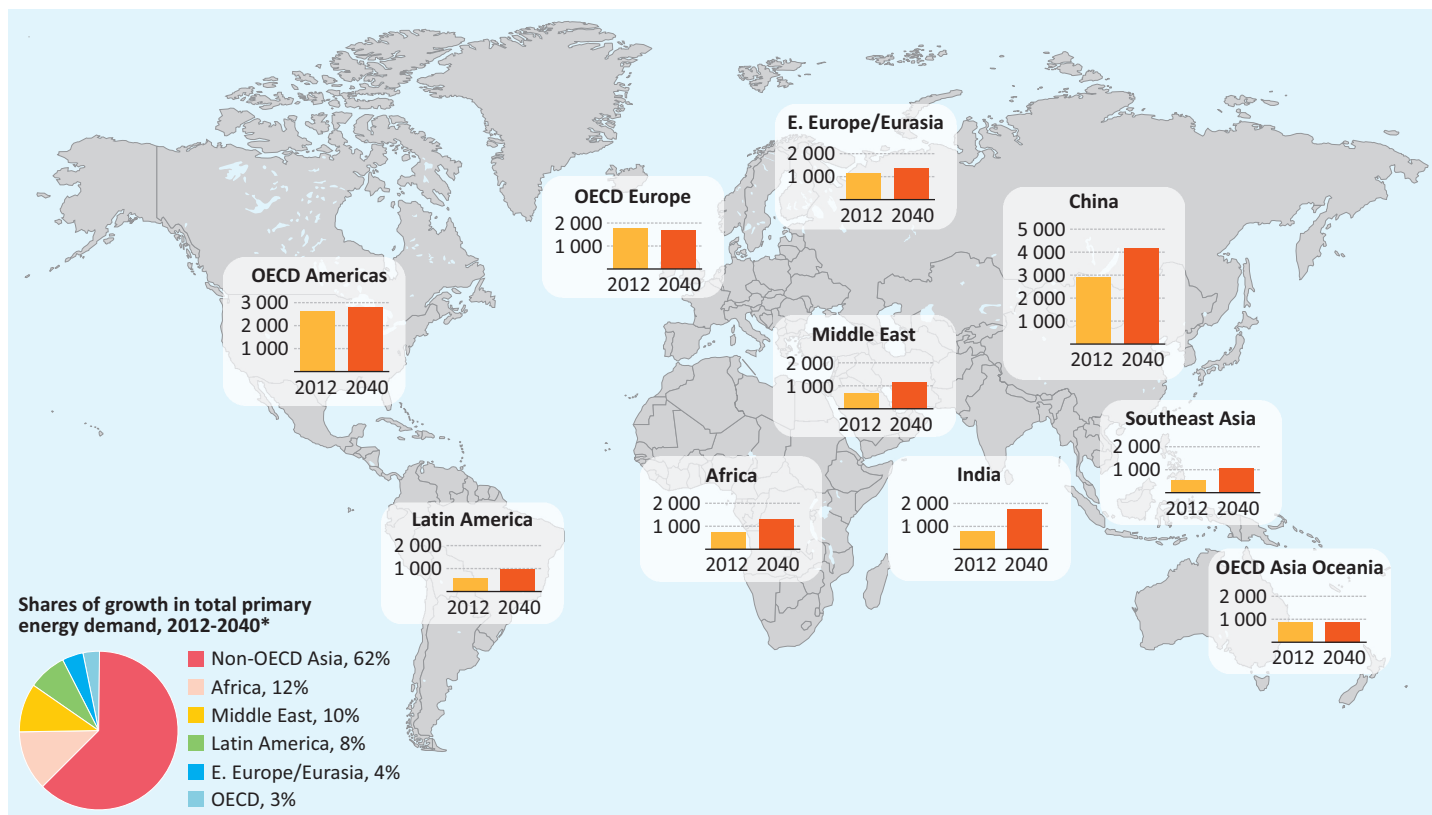 E. Europe/Eurasia
2 000
1 000
2012 2040
OECD Europe
2 000
1 000
2012 2040
China
5 000
4 000
3 000
2 000
1 000
2012 2040
OECD Americas
3 000
2 000
1 000
2012 2040
Middle East
2 000
1 000
2012 2040
Southeast Asia
2 000
1 000
2012 2040
Africa
2 000
1 000
2012 2040
India
2 000
1 000
2012 2040
Latin America
2 000
1 000
2012 2040
OECD Asia Oceania
2 000
1 000
2012 2040
Shares of growth in total primary
energy demand, 2012-2040*
Non-OECD Asia, 62%
Africa, 12%
Middle East, 10%
Latin America, 8%
E. Europe/Eurasia, 4%
OECD, 3%